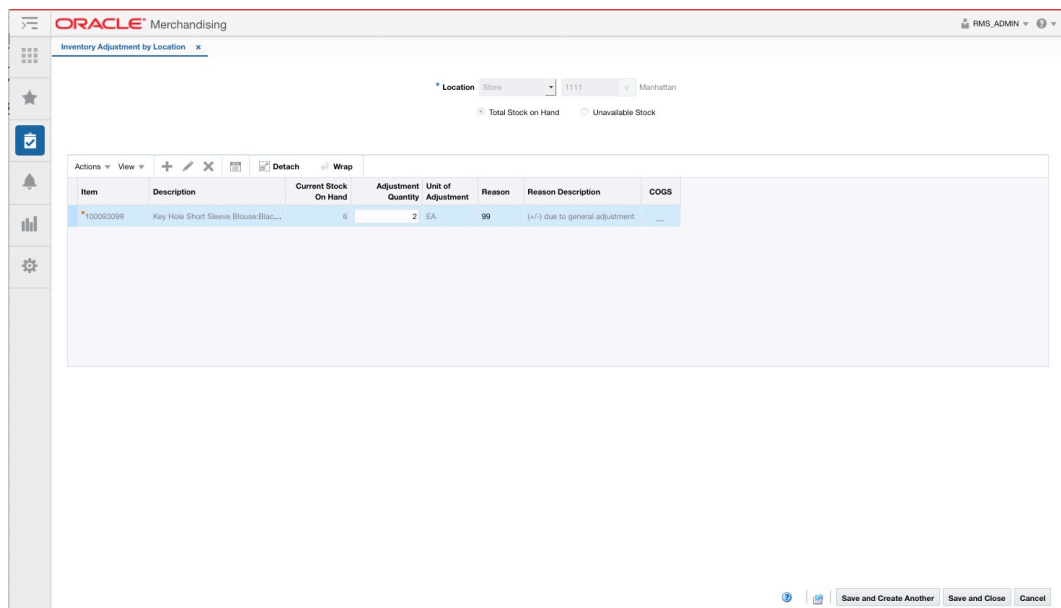 ORACLE® Merchandising
RMS_ADMIN
Inventory Adjustment by Location x
* Location Store 1111 Manhattan
Total Stock on Hand Unavailable Stock
Actions View Detach Wrap
Item Description Current Stock On Hand Adjustment Quantity Unit of Adjustment Reason Reason Description COGS
*100093099 Key Hole Short Sleeve Blouse:Blac... 6 2 EA 99 (+/-) due to general adjustment __
Save and Create Another Save and Close Cancel